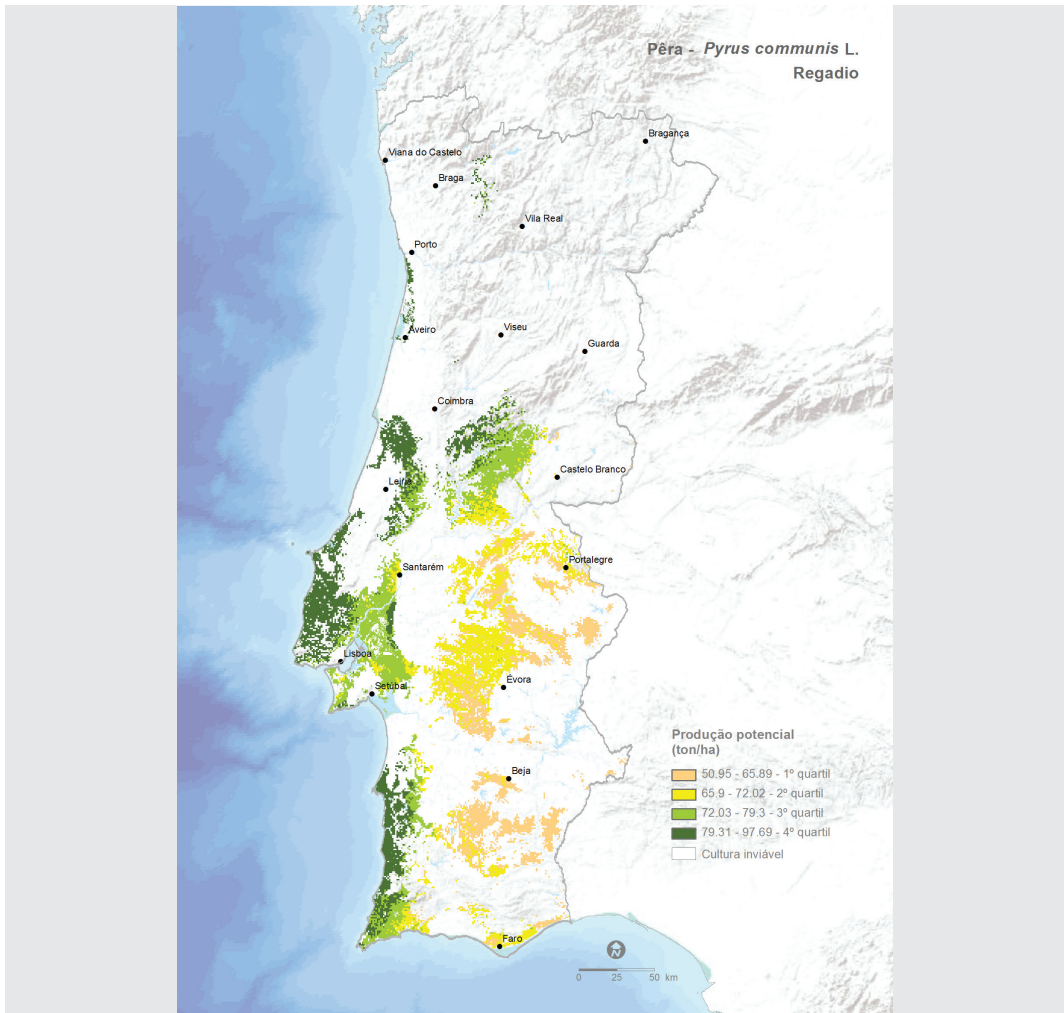 Pêra - Pyrus communis L.
Regadio
Bragança
Viana do Castelo
Braga
Vila Real
Porto
Aveiro
Viseu
Guarda
Coimbra
Castelo Branco
Leiria
Portalegre
Santarém
Lisboa
Évora
Setúbal
Produção potencial
(ton/ha)
50.95 - 65.89 - 1º quartil
65.9 - 72.02 - 2º quartil
72.03 - 79.3 - 3º quartil
79.31 - 97.69 - 4º quartil
Cultura inviável
Beja
Faro
N
0 25 50 km